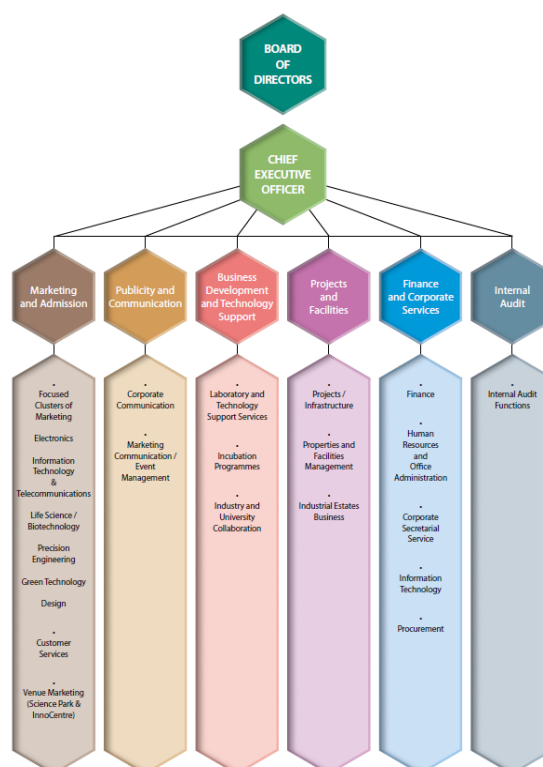 BOARD
OF
DIRECTORS
CHIEF
EXECUTIVE
OFFICER
Marketing
and Admission
Publicity and
Communication
Business
Development
and Technology
Support
Projects
and
Facilities
Finance
and Corporate
Services
Internal
Audit
•
Focused
Clusters of
Marketing
Electronics
Information
Technology
&
Telecommunications
Life Science /
Biotechnology
Precision
Engineering
Green Technology
Design
•
Customer
Services
•
Venue Marketing
(Science Park &
InnoCentre)
•
Corporate
Communication
•
Marketing
Communication /
Event
Management
•
Laboratory and
Technology
Support Services
•
Incubation
Programmes
•
Industry and
University
Collaboration
•
Projects /
Infrastructure
•
Properties and
Facilities
Management
•
Industrial Estates
Business
•
Finance
•
Human
Resources
and
Office
Administration
•
Corporate
Secretarial
Service
•
Information
Technology
•
Procurement
•
Internal Audit
Functions